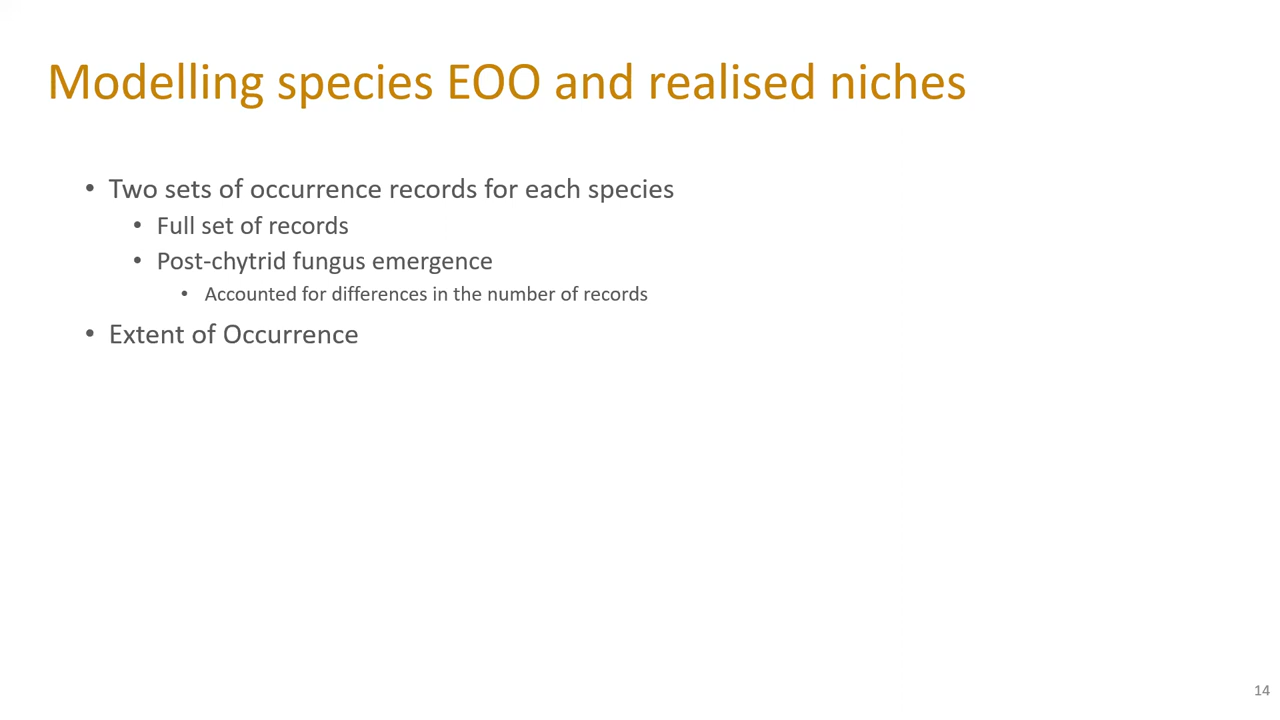 Modelling species EOO and realised niches
• Two sets of occurrence records for each species
• Full set of records
• Post-chytrid fungus emergence
• Accounted for differences in the number of records
• Extent of Occurrence
14